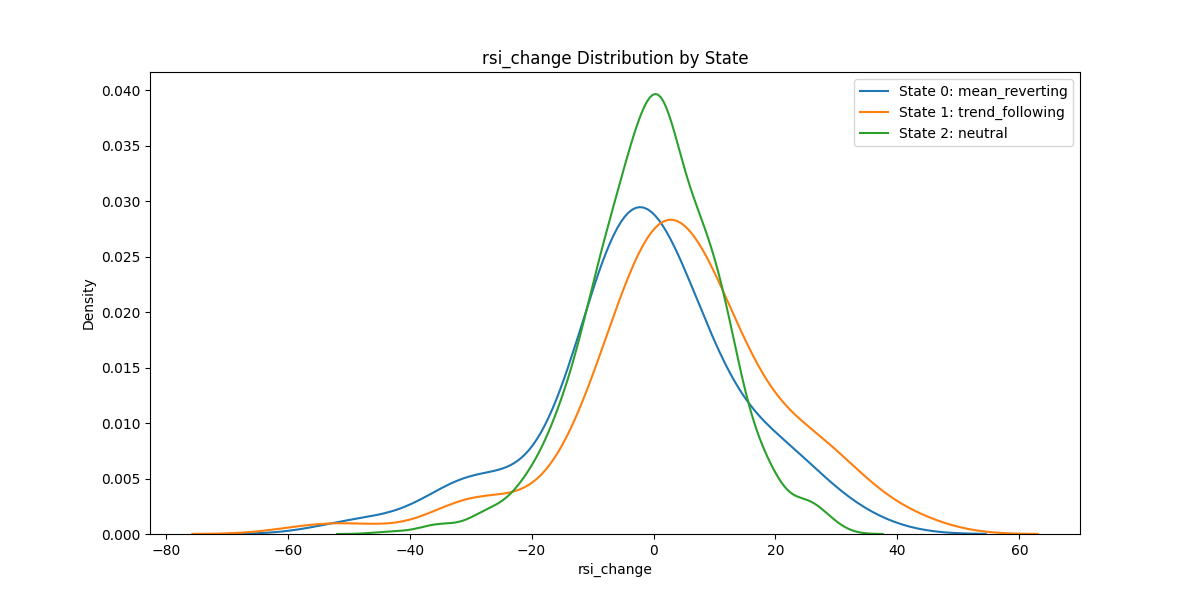 rsi_change Distribution by State
State 0: mean_reverting
State 1: trend_following
State 2: neutral
Density
0.040
0.035
0.030
0.025
0.020
0.015
0.010
0.005
0.000
−80 −60 −40 −20 0 20 40 60
rsi_change